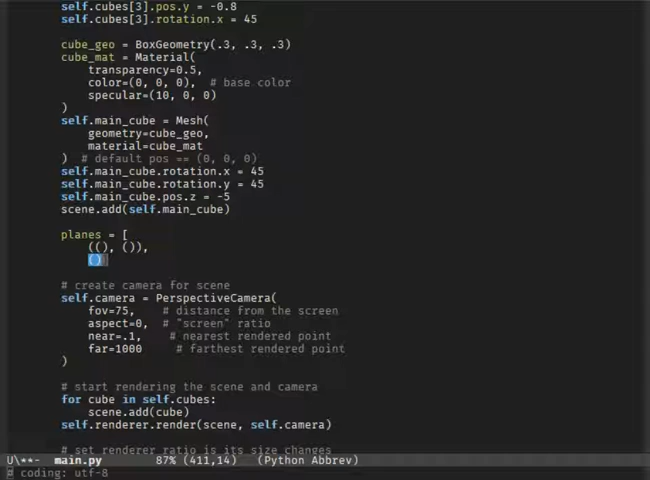 self.cubes[3].pos.y = -0.8
self.cubes[3].rotation.x = 45
cube_geo = BoxGeometry(.3, .3, .3)
cube_mat = Material(
transparency=0.5,
color=(0, 0, 0),  # base color
specular=(10, 0, 0)
)
self.main_cube = Mesh(
geometry=cube_geo,
material=cube_mat
)  # default pos == (0, 0, 0)
self.main_cube.rotation.x = 45
self.main_cube.rotation.y = 45
self.main_cube.pos.z = -5
scene.add(self.main_cube)
planes = [
((), ()),
()
# create camera for scene
self.camera = PerspectiveCamera(
fov=75,    # distance from the screen
aspect=0,  # "screen" ratio
near=.1,    # nearest rendered point
far=1000     # farthest rendered point
)
# start rendering the scene and camera
for cube in self.cubes:
scene.add(cube)
self.renderer.render(scene, self.camera)
# set renderer ratio is its size changes
U\**-  main.py     87% (411,14)   (Python Abbrev)
# coding: utf-8